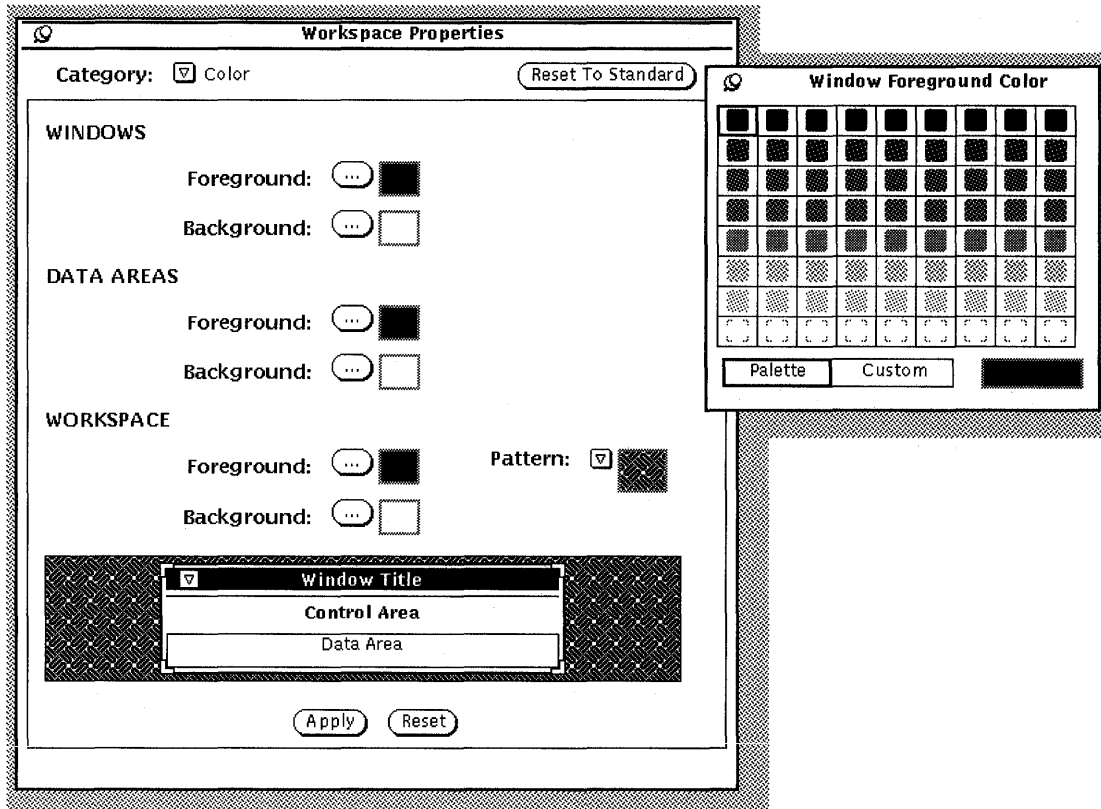 Workspace Properties
Category: Color
Reset To Standard
WINDOWS
Foreground: ...
Background: ...
DATA AREAS
Foreground: ...
Background: ...
WORKSPACE
Foreground: ...
Pattern:
Background: ...
Window Title
Control Area
Data Area
Apply Reset
Window Foreground Color
Palette Custom